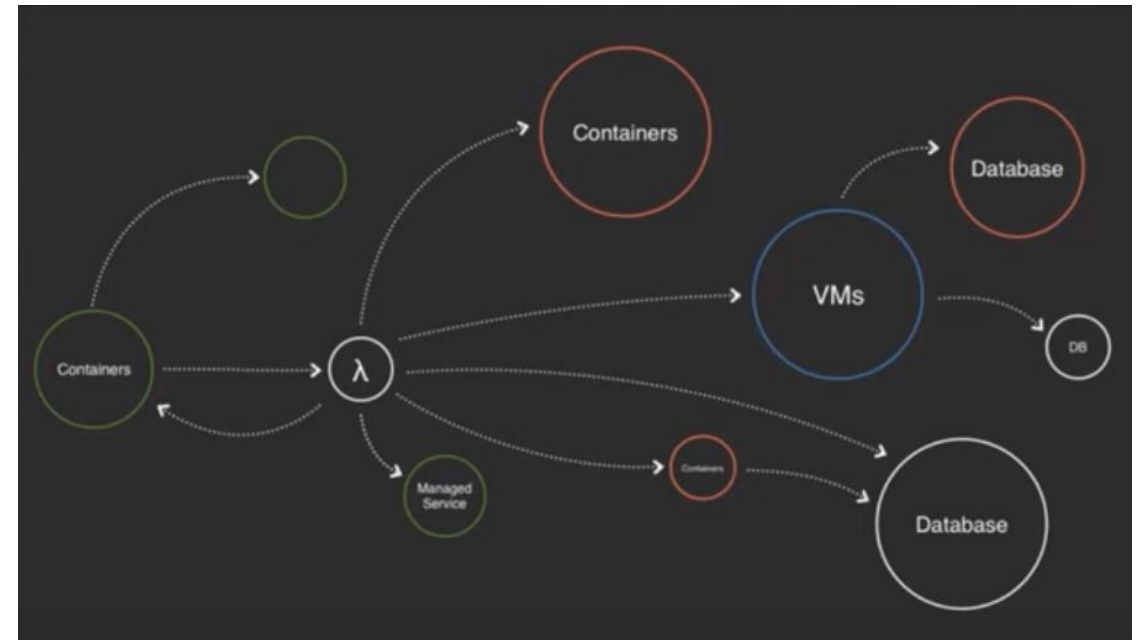 Containers
Database
VMs
DB
Containers
λ
Containers
Managed
Service
Database